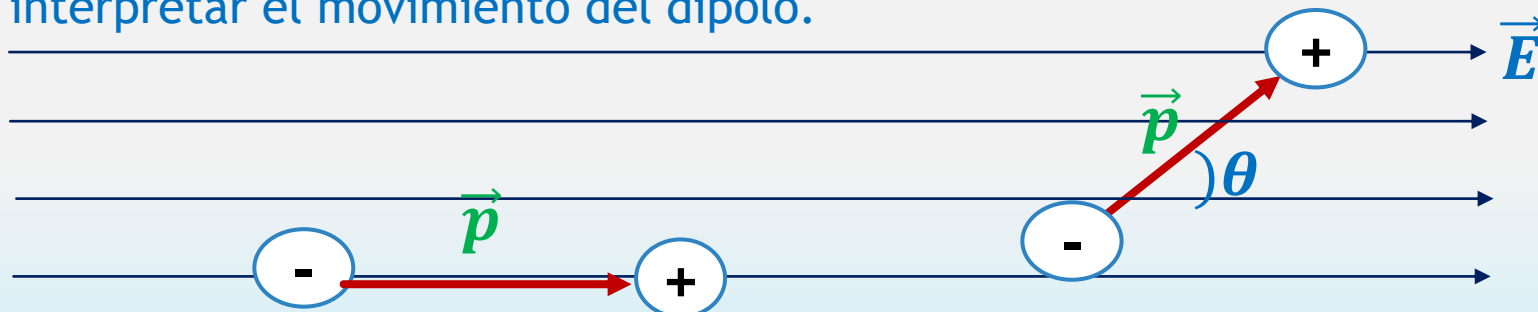 interpretar el movimiento del dipolo.
+
E
p
θ
p
-
-
+